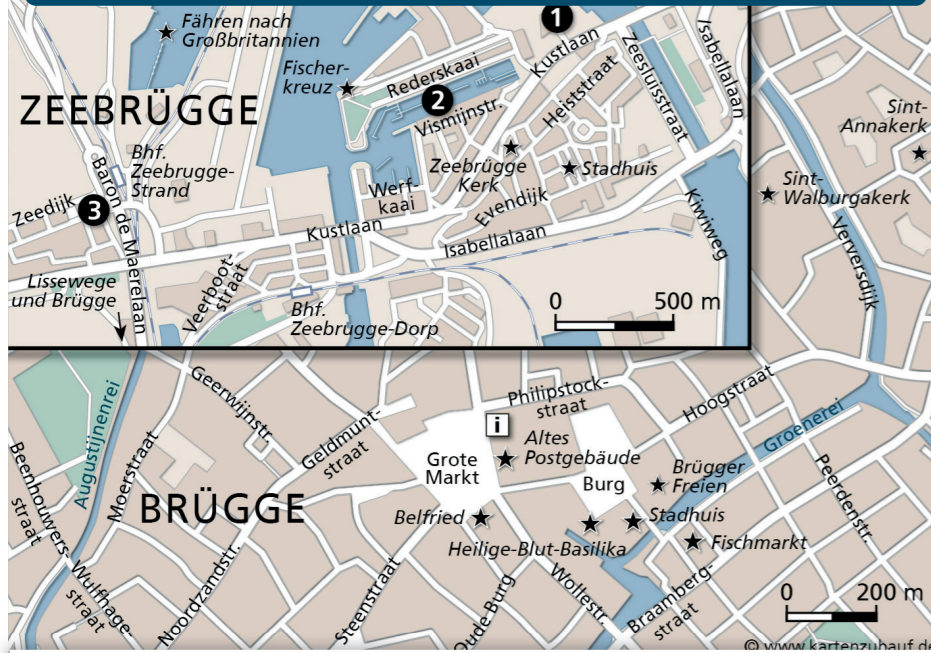 Fähren nach
Großbritannien
1
Fischer-
kreuz
Rederskaai
Kustlaan
Zeesluisstraat
Isabellalaan
ZEEBRÜGGE
2
Vismijnstr.
Heiststraat
Sint-
Annakerk
Bhf.
Zeebrugge-
Strand
Zeebrügge
Kerk
Stadhuis
Sint-
Walburgakerk
Werf-
kaai
Evendijk
Zeedijk
3
Baron de Maerelaan
Kustlaan
Isabellalaan
Kiwiweg
Verversdijk
Lissewege
und Brügge
Veerboot-
straat
Bhf.
Zeebrugge-Dorp
0 500 m
Geerwijnstr.
Philipstock-
straat
Hoogstraat
Augustijnenrei
Geldmunt-
straat
i
Groenerei
Altes
Postgebäude
Beenhouwers-
straat
Moerstraat
Grote
Markt
Burg
Brügger
Freien
Peerdenstr.
BRÜGGE
Belfried
Stadhuis
Heilige-Blut-Basilika
Fischmarkt
Wulfhage-
straat
Noordzandstr.
Steenstraat
Oude-Burg
Wollestr.
Braamberg-
straat
0 200 m
© www.kartenzubauf.de